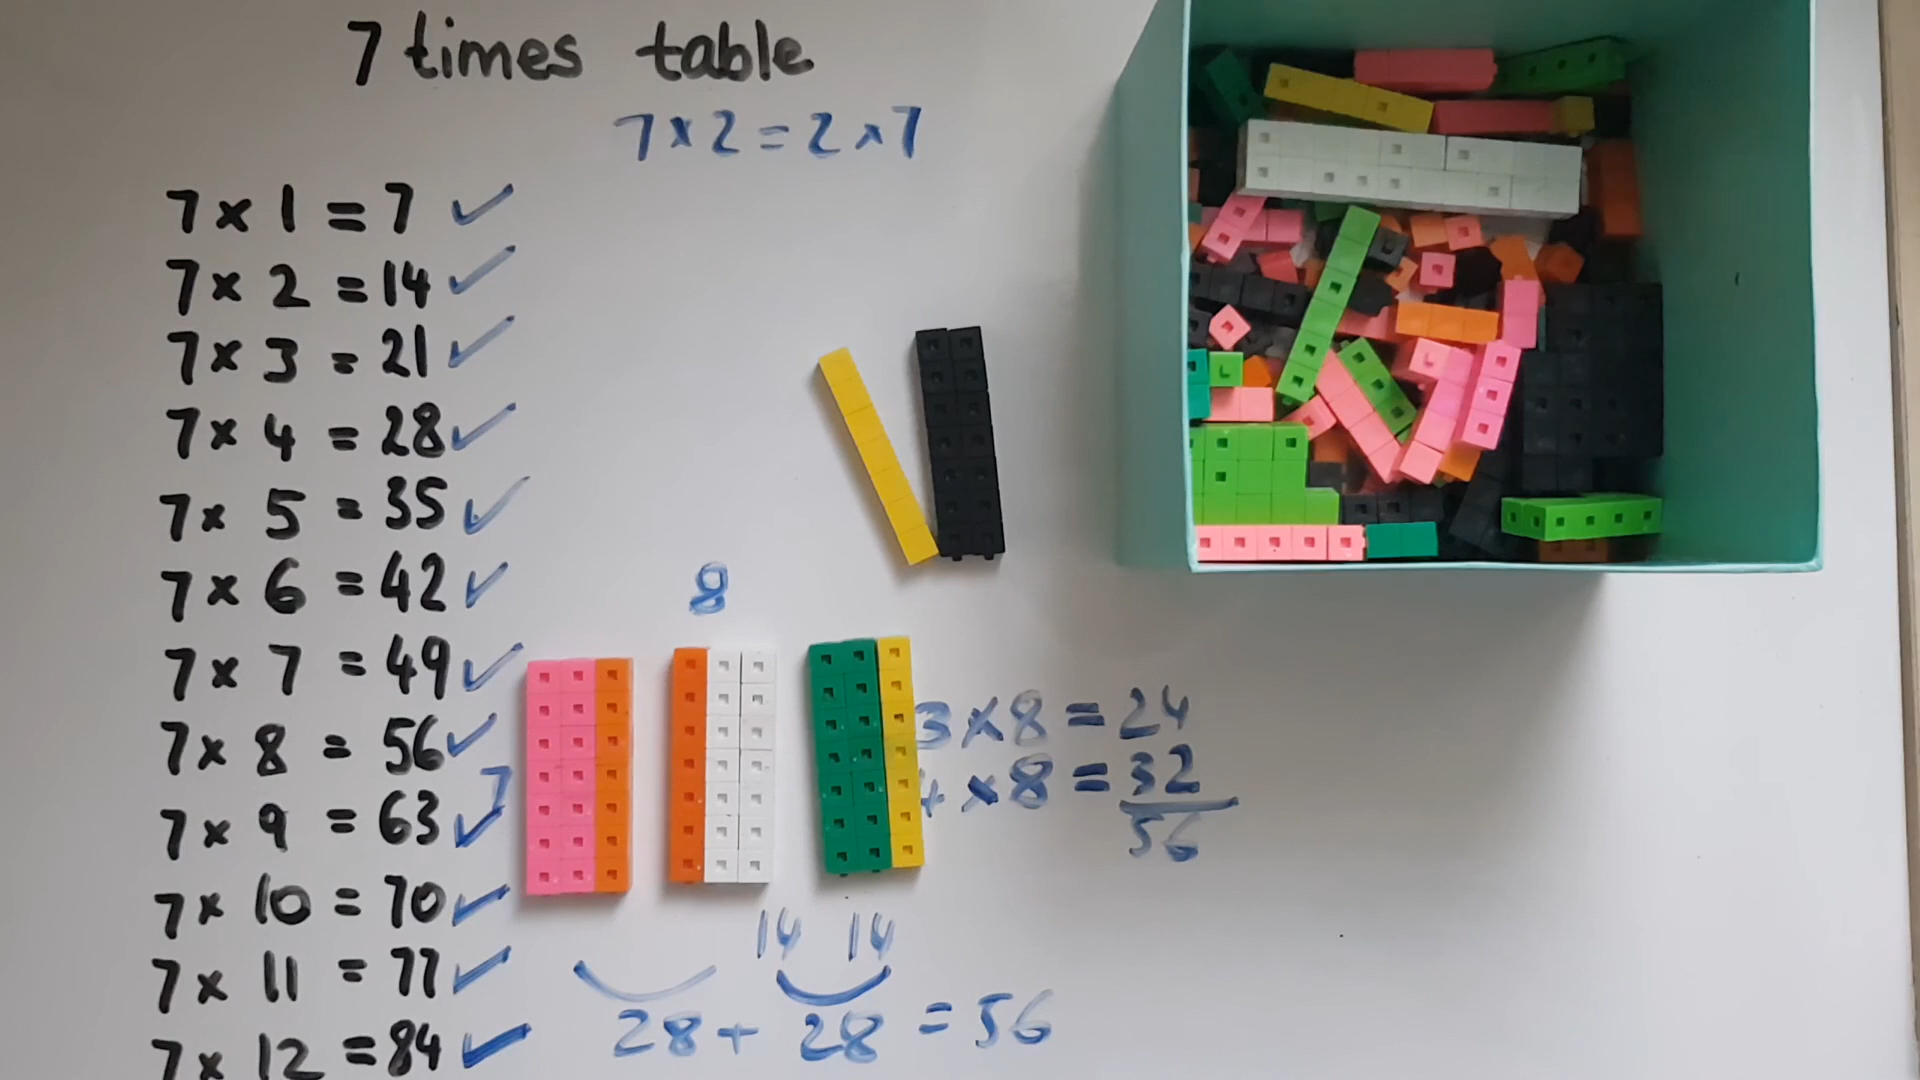 7 times table
7 × 2 = 2 × 7
7 × 1 = 7 ✓
7 × 2 = 14 ✓
7 × 3 = 21 ✓
7 × 4 = 28 ✓
7 × 5 = 35 ✓
7 × 6 = 42 ✓
7 × 7 = 49 ✓
7 × 8 = 56 ✓
7 × 9 = 63 ✓
7 × 10 = 70 ✓
7 × 11 = 77 ✓
7 × 12 = 84 ✓
8
7
3 × 8 = 24
× 8 = 32
56
14 14
28 + 28 = 56